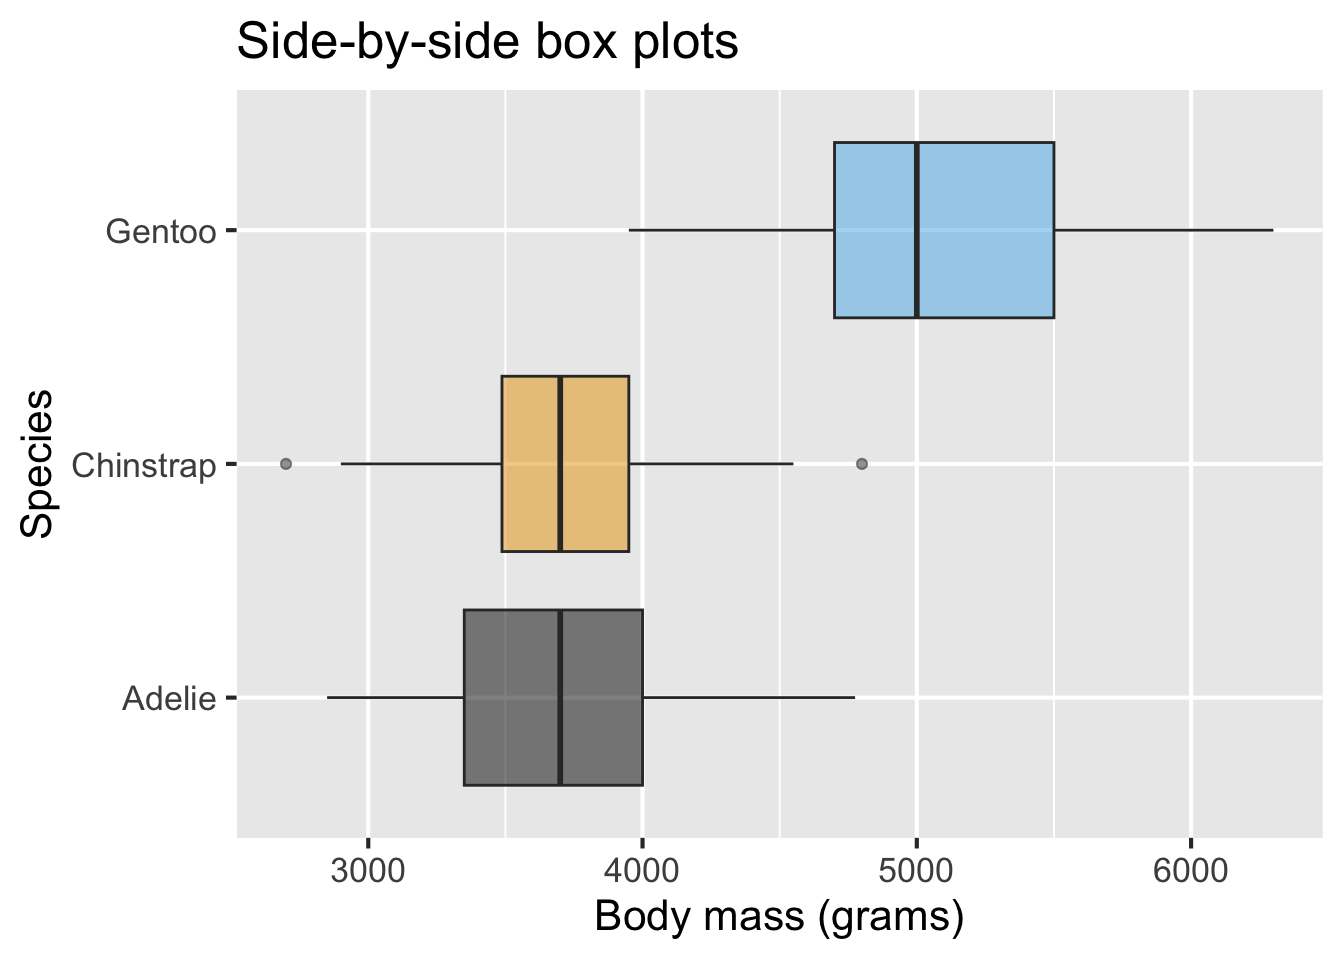 Side-by-side box plots
Species
Gentoo
Chinstrap
Adelie
3000 4000 5000 6000
Body mass (grams)